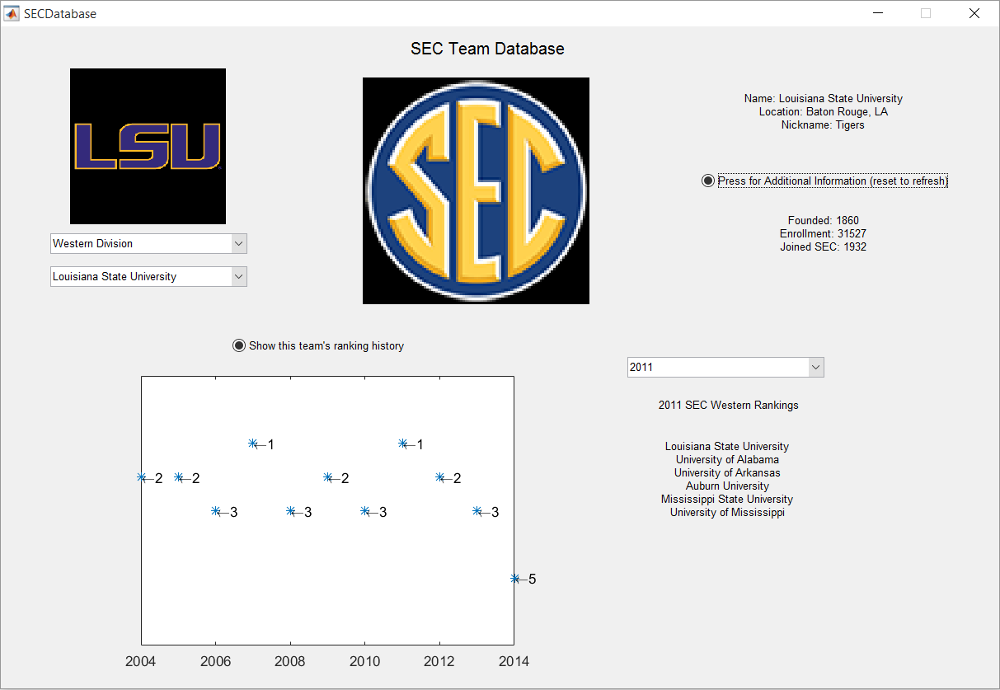 SECDatabase
SEC Team Database
LSU
SEC
Name: Louisiana State University
Location: Baton Rouge, LA
Nickname: Tigers
Press for Additional Information (reset to refresh)
Founded: 1860
Enrollment: 31527
Joined SEC: 1932
Western Division
Louisiana State University
Show this team's ranking history
2011
2011 SEC Western Rankings
Louisiana State University
University of Alabama
University of Arkansas
Auburn University
Mississippi State University
University of Mississippi
2
2
3
1
3
2
3
1
2
3
5
2004 2006 2008 2010 2012 2014